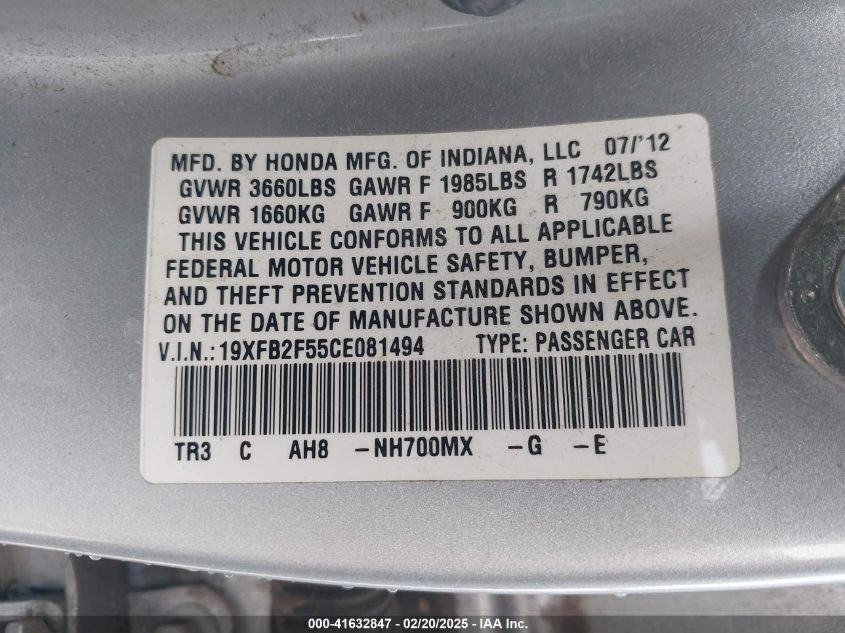 MFD. BY HONDA MFG. OF INDIANA, LLC 07/'12
GVWR 3660LBS GAWR F 1985LBS R 1742LBS
GVWR 1660KG GAWR F 900KG R 790KG
THIS VEHICLE CONFORMS TO ALL APPLICABLE
FEDERAL MOTOR VEHICLE SAFETY, BUMPER,
AND THEFT PREVENTION STANDARDS IN EFFECT
ON THE DATE OF MANUFACTURE SHOWN ABOVE.
V.I.N.:19XFB2F55CE081494 TYPE: PASSENGER CAR
TR3 C AH8 -NH700MX -G -E
000-41632847 - 02/20/2025 - IAA Inc.